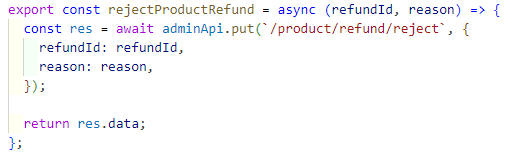 export const rejectProductRefund = async (refundId, reason) => {
  const res = await adminApi.put(`/product/refund/reject`, {
    refundId: refundId,
    reason: reason,
  });
  return res.data;
};